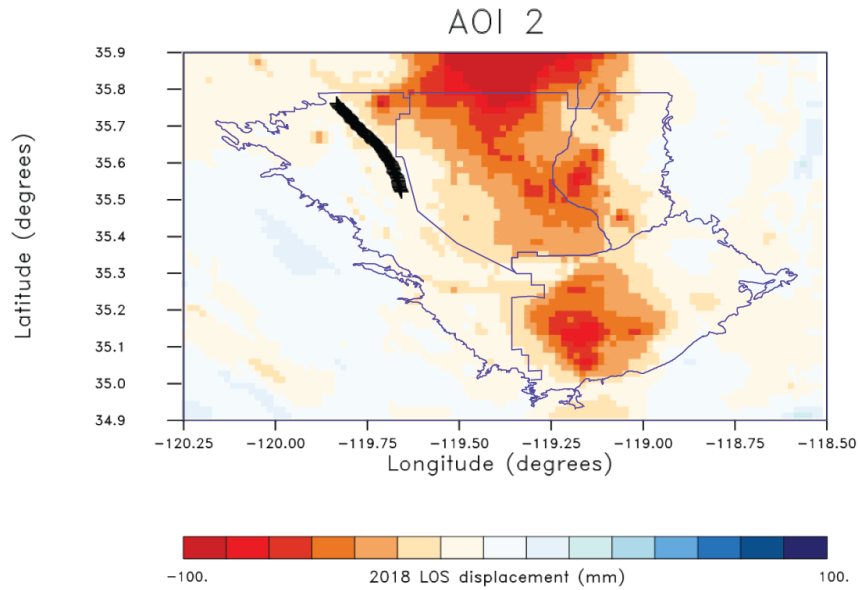 AOI 2
Latitude (degrees)
35.9
35.8
35.7
35.6
35.5
35.4
35.3
35.2
35.1
35.0
34.9
−120.25 −120.00 −119.75 −119.50 −119.25 −119.00 −118.75 −118.50
Longitude (degrees)
−100. 2018 LOS displacement (mm) 100.